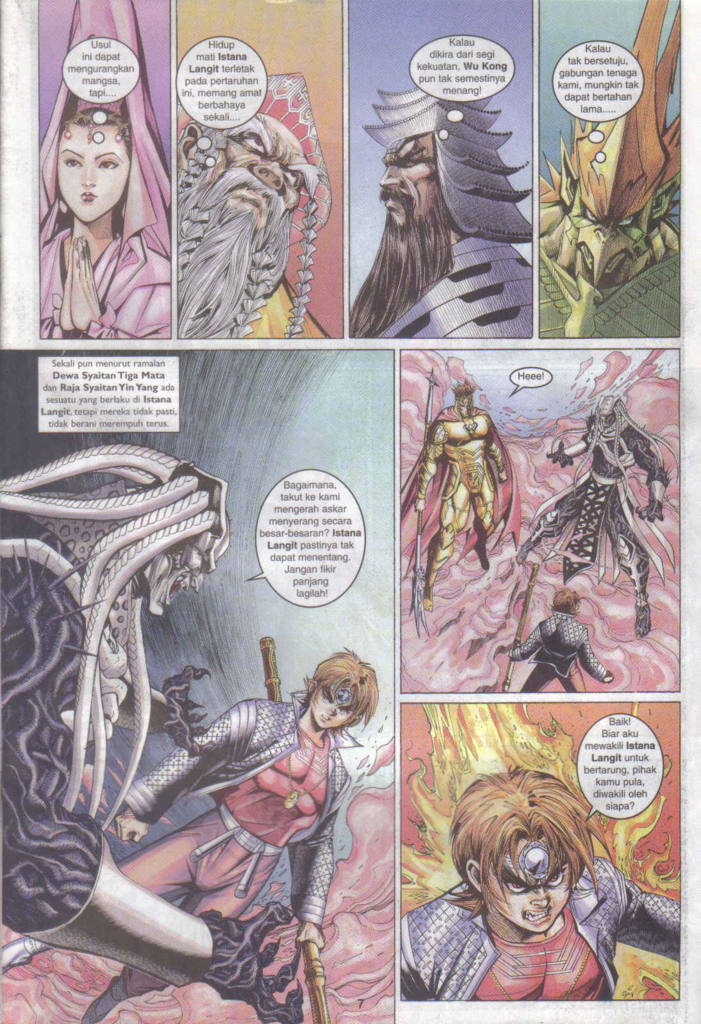 Usul
ini dapat
mengurangkan
mangsa,
tapi....
Hidup
mati Istana
Langit terletak
pada pertaruhan
ini, memang amat
berbahaya
sekali....
Kalau
dikira dari segi
kekuatan, Wu Kong
pun tak semestinya
menang!
Kalau
tak bersetuju,
gabungan tenaga
kami, mungkin tak
dapat bertahan
lama.....
Sekali pun menurut ramalan
Dewa Syaitan Tiga Mata
dan Raja Syaitan Yin Yang ada
sesuatu yang berlaku di Istana
Langit, tetapi mereka tidak pasti,
tidak berani merempuh terus.
Bagaimana,
takut ke kami
mengerah askar
menyerang secara
besar-besaran? Istana
Langit pastinya tak
dapat menentang.
Jangan fikir
panjang
lagilah!
Heee!
Baik!
Biar aku
mewakili Istana
Langit untuk
bertarung, pihak
kamu pula,
diwakili oleh
siapa?
7